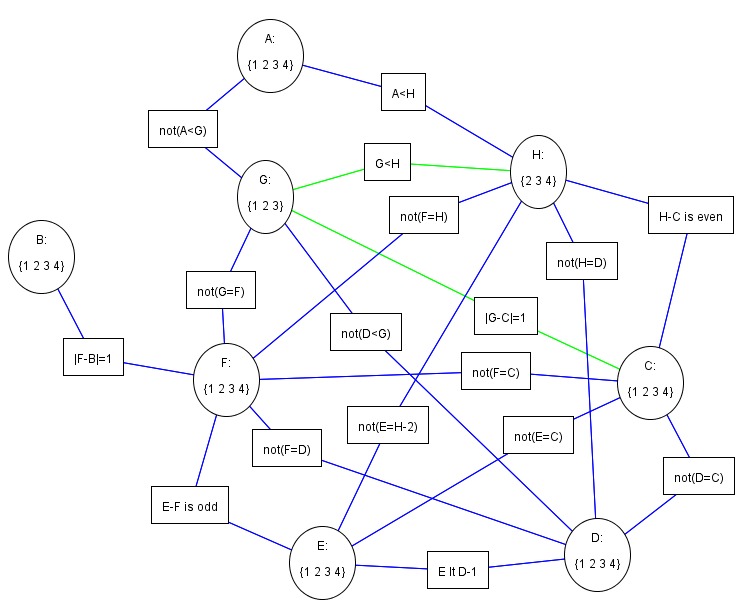 A:
{1 2 3 4}
A<H
not(A<G)
G<H
H:
{2 3 4}
G:
{1 2 3}
not(F=H)
H-C is even
B:
{1 2 3 4}
not(H=D)
not(G=F)
|G-C|=1
not(D<G)
|F-B|=1
F:
{1 2 3 4}
not(F=C)
C:
{1 2 3 4}
not(E=H-2)
not(E=C)
not(F=D)
not(D=C)
E-F is odd
E:
{1 2 3 4}
D:
{1 2 3 4}
E lt D-1